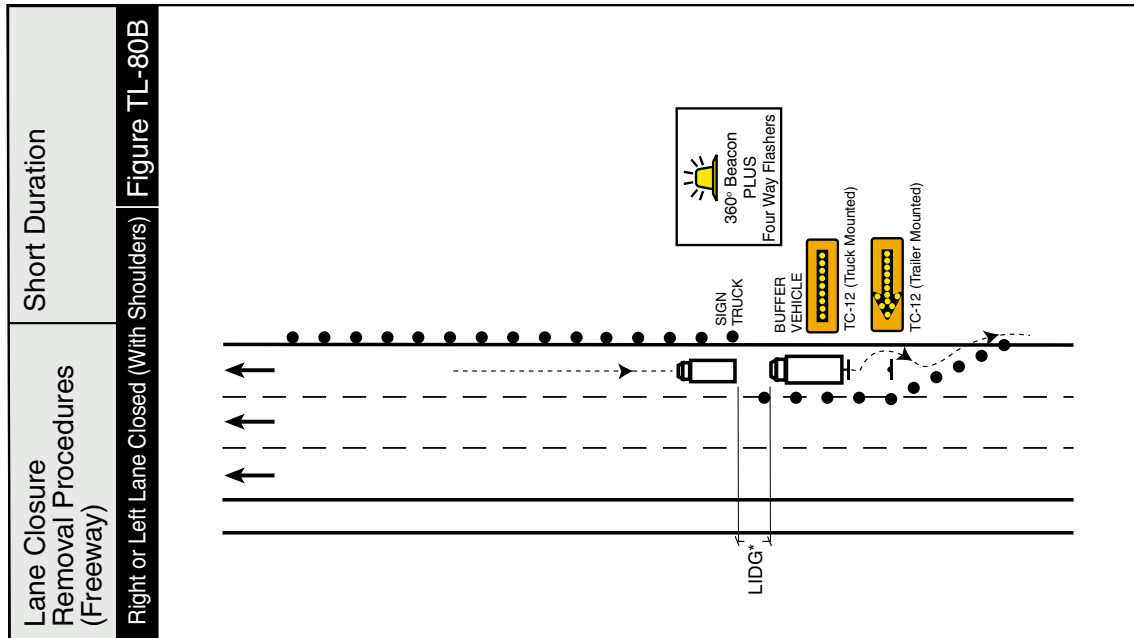 Lane Closure
Removal Procedures
(Freeway)
Short Duration
Right or Left Lane Closed (With Shoulders)
Figure TL-80B
360° Beacon
PLUS
Four Way Flashers
SIGN
TRUCK
BUFFER
VEHICLE
TC-12 (Truck Mounted)
TC-12 (Trailer Mounted)
LIDG*